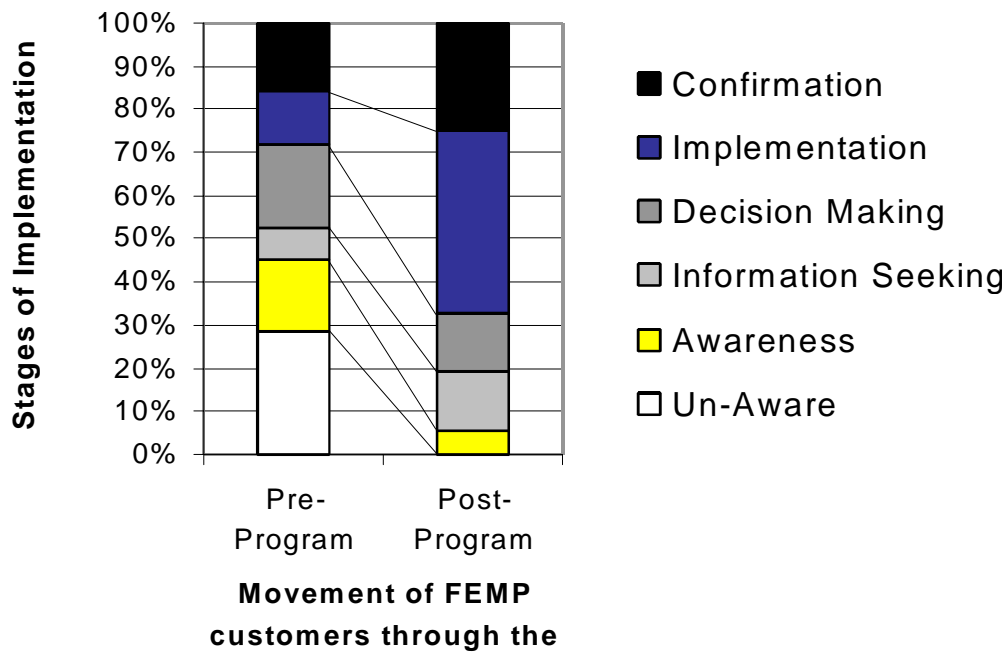 Stages of Implementation
100%
90%
80%
70%
60%
50%
40%
30%
20%
10%
0%
Pre-
Program
Post-
Program
Movement of FEMP
customers through the
Confirmation
Implementation
Decision Making
Information Seeking
Awareness
Un-Aware